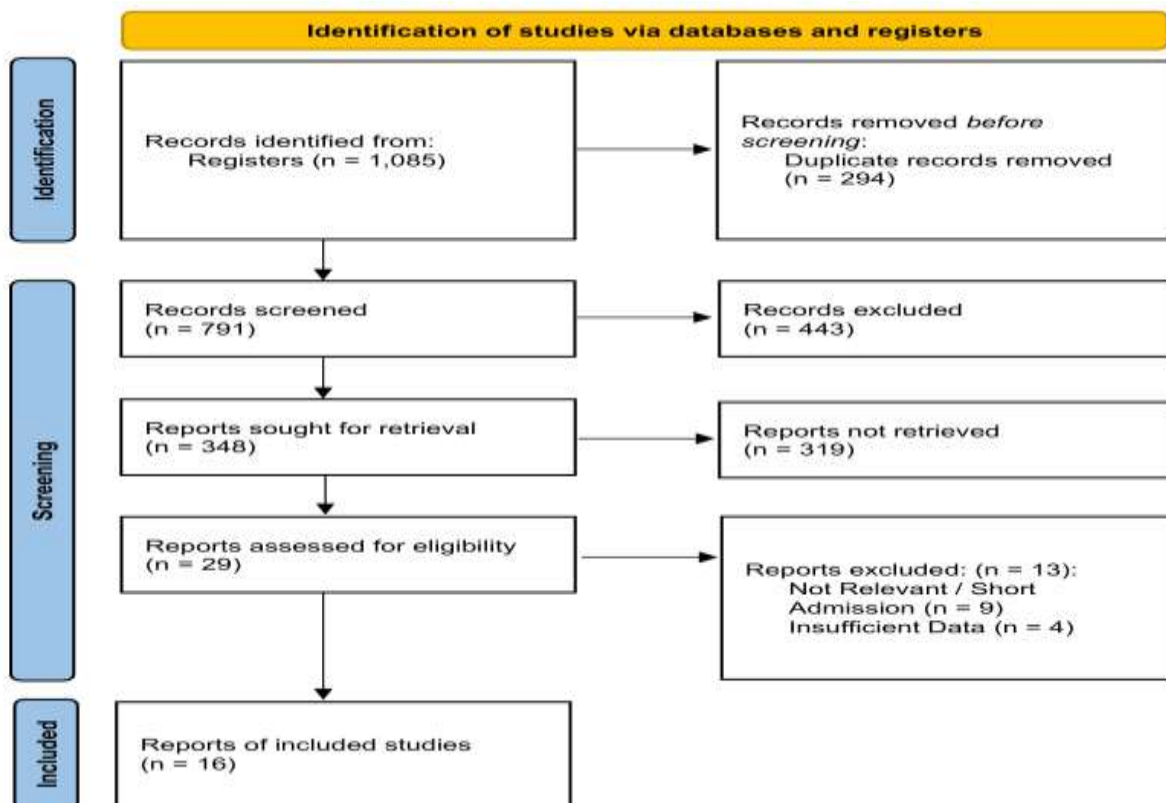 Identification of studies via databases and registers
Identification
Records identified from:
Registers (n = 1,085)
Records removed before
screening:
Duplicate records removed
(n = 294)
Screening
Records screened
(n = 791)
Records excluded
(n = 443)
Reports sought for retrieval
(n = 348)
Reports not retrieved
(n = 319)
Reports assessed for eligibility
(n = 29)
Reports excluded: (n = 13):
Not Relevant / Short
Admission (n = 9)
Insufficient Data (n = 4)
Included
Reports of included studies
(n = 16)